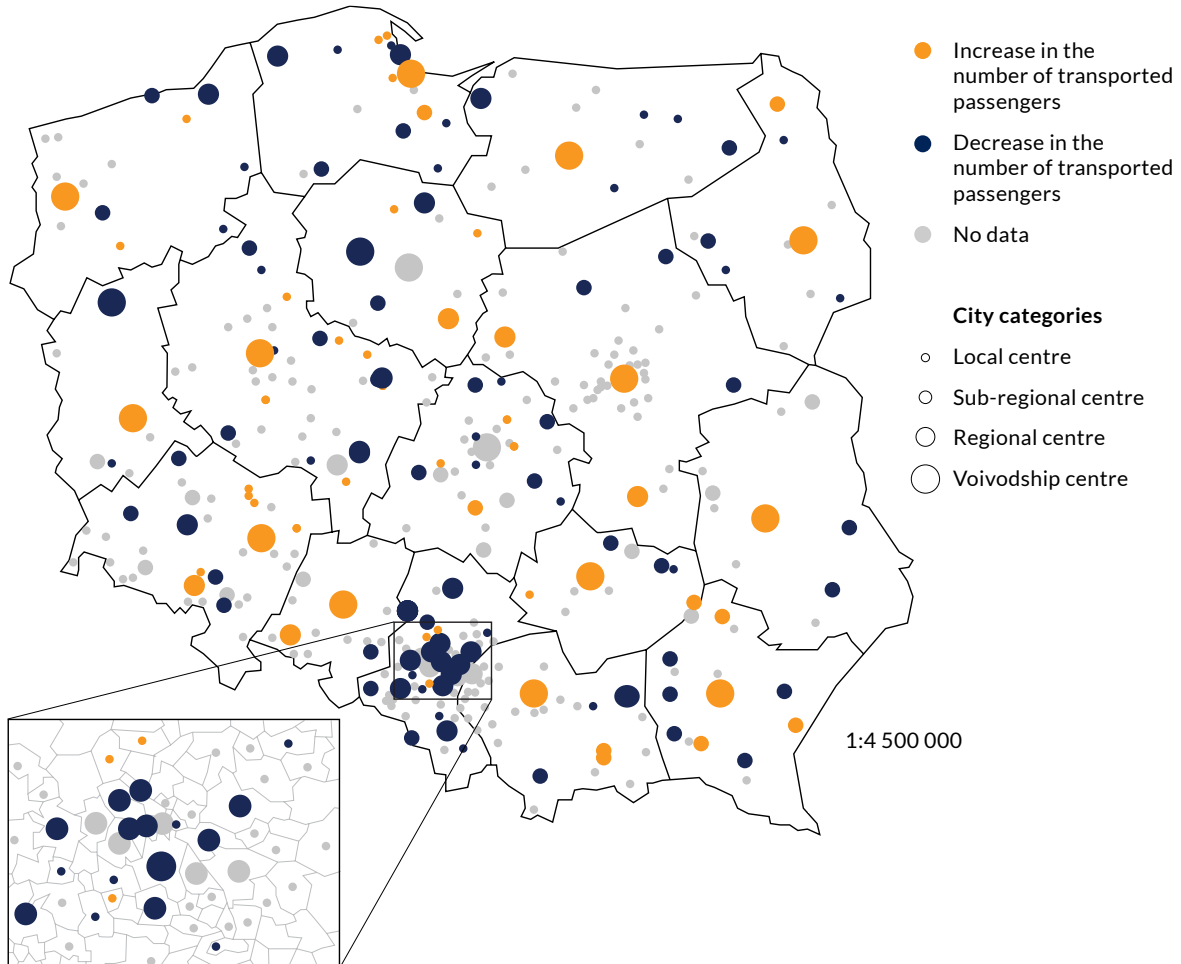 Increase in the
number of transported
passengers
Decrease in the
number of transported
passengers
No data
City categories
Local centre
Sub-regional centre
Regional centre
Voivodship centre
1:4 500 000